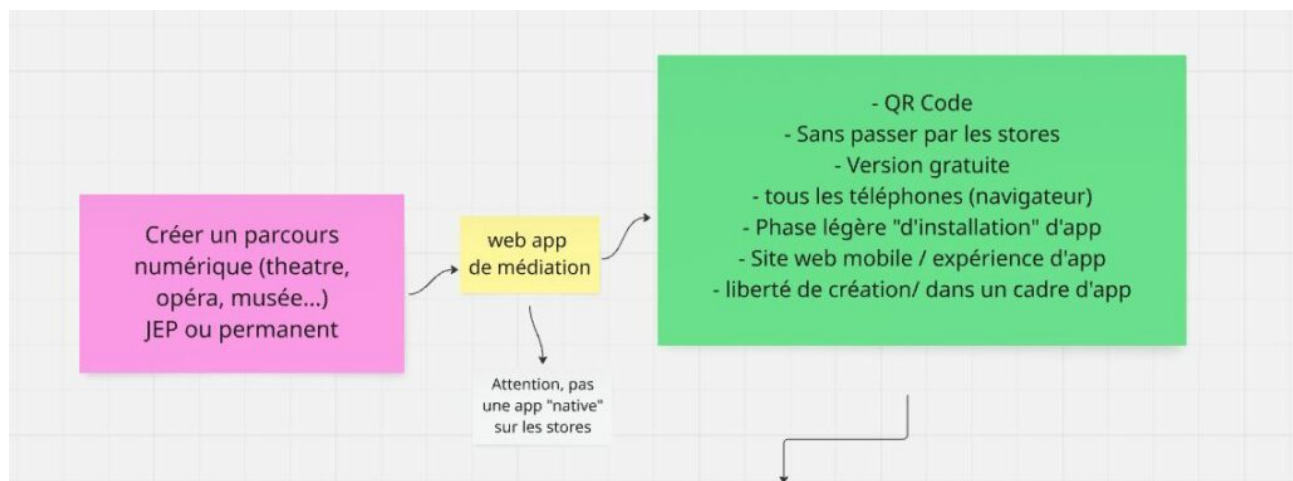 Créer un parcours
numérique (theatre,
opéra, musée...)
JEP ou permanent
web app
de médiation
Attention, pas
une app "native"
sur les stores
- QR Code
- Sans passer par les stores
- Version gratuite
- tous les téléphones (navigateur)
- Phase légère "d'installation" d'app
- Site web mobile / expérience d'app
- liberté de création/ dans un cadre d'app